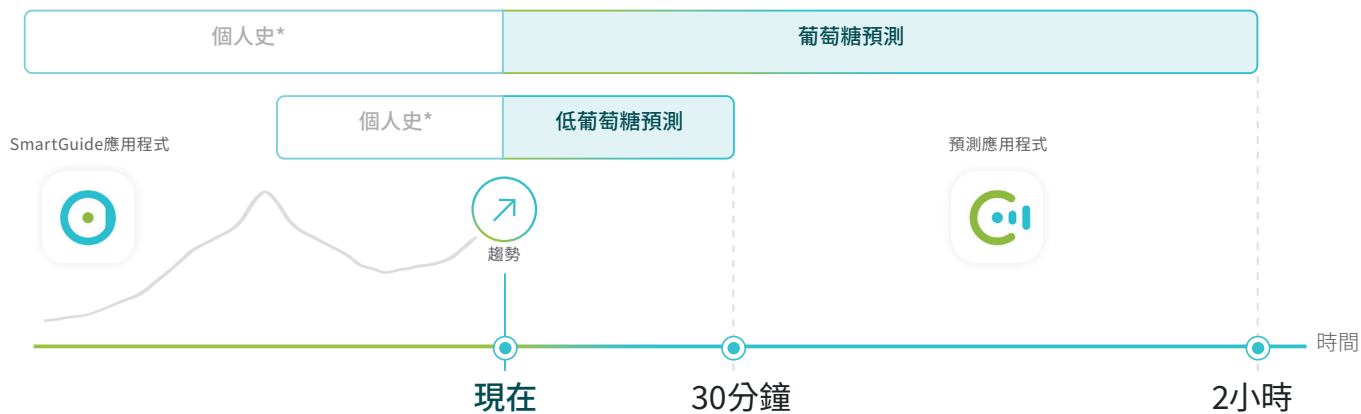 個人史*
葡萄糖預測
個人史*
低葡萄糖預測
SmartGuide應用程式
預測應用程式
趨勢
時間
現在
30分鐘
2小時